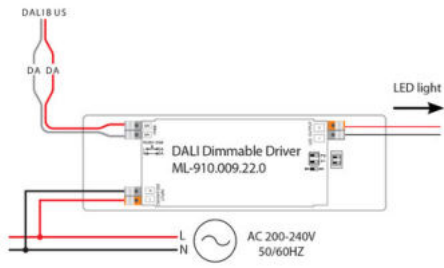 DALI BUS
DA DA
LED light
DALI Dimmable Driver
ML-910.009.22.0
L
N
AC 200-240V
50/60HZ